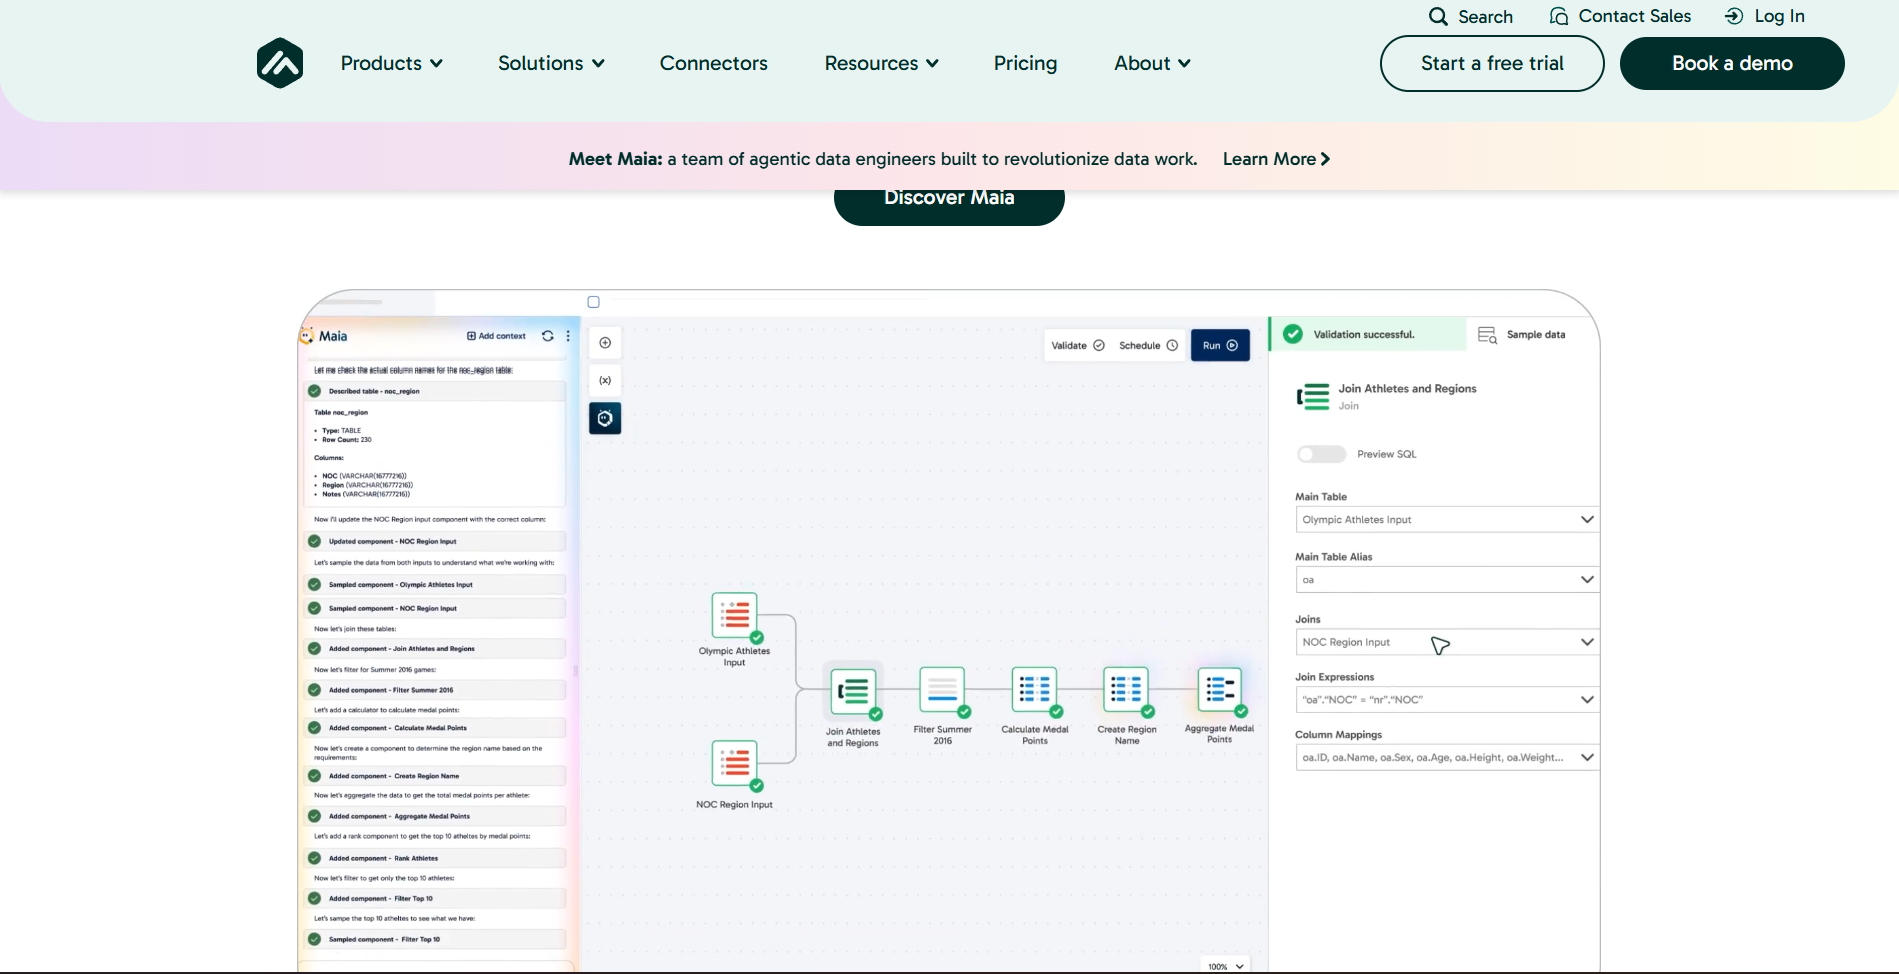 Search
Contact Sales
Log In
Products
Solutions
Connectors
Resources
Pricing
About
Start a free trial
Book a demo
Meet Maia: a team of agentic data engineers built to revolutionize data work.
Learn More
Discover Maia
Maia
Add context
Let me check the actual column names for the noc_region table:
Described table - noc_region
Table noc_region
• Type: TABLE
• Row Count: 230
Columns:
• NOC (VARCHAR(16777216))
• Region (VARCHAR(16777216))
• Notes (VARCHAR(16777216))
Now I'll update the NOC Region input component with the correct column:
Updated component - NOC Region Input
Let's sample the data from both inputs to understand what we're working with:
Sampled component - Olympic Athletes Input
Sampled component - NOC Region Input
Now let's join these tables:
Added component - Join Athletes and Regions
Now let's filter for Summer 2016 games:
Added component - Filter Summer 2016
Let's add a calculator to calculate medal points:
Added component - Calculate Medal Points
Now let's create a component to determine the region name based on the
requirements:
Added component - Create Region Name
Now let's aggregate the data to get the total medal points per athlete:
Added component - Aggregate Medal Points
Let's add a rank component to get the top 10 atheltes by medal points:
Added component - Rank Athletes
Now let's filter to get only the top 10 athletes:
Added component - Filter Top 10
Let's sampe the top 10 atheltes to see what we have:
Sampled component - Filter Top 10
(x)
Validate
Schedule
Run
Olympic Athletes
Input
NOC Region Input
Join Athletes
and Regions
Filter Summer
2016
Calculate Medal
Points
Create Region
Name
Aggregate Medal
Points
100%
Validation successful.
Sample data
Join Athletes and Regions
Join
Preview SQL
Main Table
Olympic Athletes Input
Main Table Alias
oa
Joins
NOC Region Input
Join Expressions
"oa"."NOC" = "nr"."NOC"
Column Mappings
oa.ID, oa.Name, oa.Sex, oa.Age, oa.Height, oa.Weight...